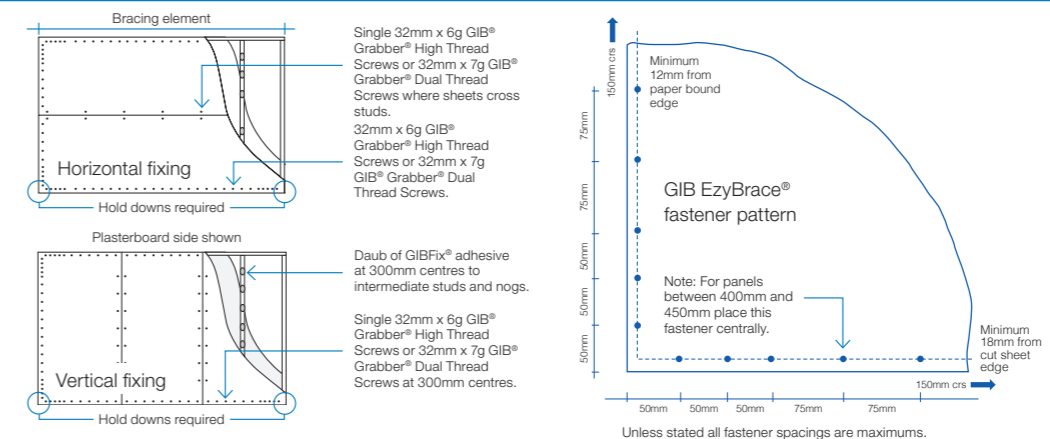 Bracing element
Single 32mm x 6g GIB®
Grabber® High Thread
Screws or 32mm x 7g GIB®
Grabber® Dual Thread
Screws where sheets cross
studs.
32mm x 6g GIB®
Grabber® High Thread
Screws or 32mm x 7g
GIB® Grabber® Dual
Thread Screws.
Horizontal fixing
Hold downs required
Plasterboard side shown
Daub of GIBFix® adhesive
at 300mm centres to
intermediate studs and nogs.
Single 32mm x 6g GIB®
Grabber® High Thread
Screws or 32mm x 7g GIB®
Grabber® Dual Thread
Screws at 300mm centres.
Vertical fixing
Hold downs required
150mm crs
75mm
75mm
50mm
50mm
50mm
Minimum
12mm from
paper bound
edge
GIB EzyBrace®
fastener pattern
Note: For panels
between 400mm and
450mm place this
fastener centrally.
Minimum
18mm from
cut sheet
edge
150mm crs
50mm
50mm
50mm
75mm
75mm
Unless stated all fastener spacings are maximums.